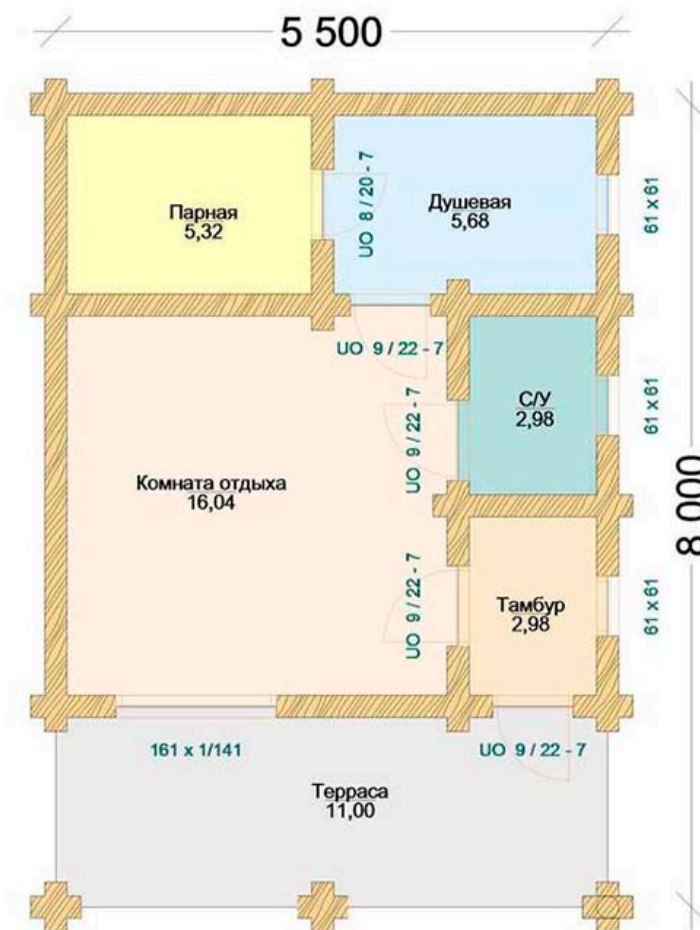 5 500
Парная
5,32
UO 8 / 20 - 7
Душевая
5,68
61 x 61
UO 9 / 22 - 7
UO 9 / 22 - 7
С/У
2,98
61 x 61
Комната отдыха
16,04
8 000
UO 9 / 22 - 7
Тамбур
2,98
61 x 61
161 x 1/141
UO 9 / 22 - 7
Терраса
11,00